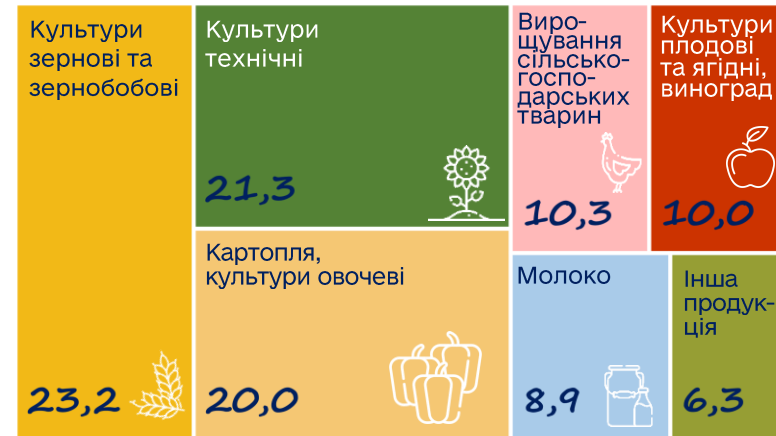 Культури
зернові та
зернобобові
23,2
Культури
технічні
21,3
Картопля,
культури овочеві
20,0
Виро-
щування
сільсько-
госпо-
дарських
тварин
10,3
Культури
плодові
та ягідні,
виноград
10,0
Молоко
8,9
Інша
продук-
ція
6,3